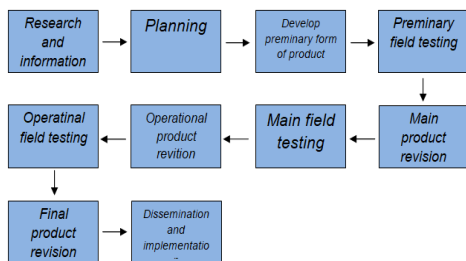 Research
and
information
Planning
Develop
preminary form
of product
Preminary
field testing
Main
product
revision
Main field
testing
Operational
product
revition
Operatinal
field testing
Final
product
revision
Dissemination
and
implementatio